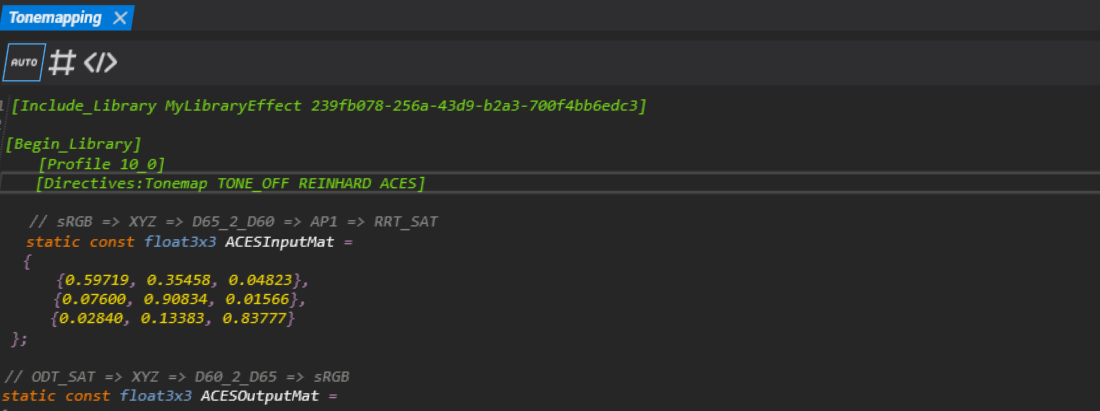 Tonemapping
AUTO # </>
1 [Include_Library MyLibraryEffect 239fb078-256a-43d9-b2a3-700f4bb6edc3]
2
[Begin_Library]
[Profile 10_0]
[Directives:Tonemap TONE_OFF REINHARD ACES]
// sRGB => XYZ => D65_2_D60 => AP1 => RRT_SAT
static const float3x3 ACESInputMat =
{
{0.59719, 0.35458, 0.04823},
{0.07600, 0.90834, 0.01566},
{0.02840, 0.13383, 0.83777}
};
// ODT_SAT => XYZ => D60_2_D65 => sRGB
static const float3x3 ACESOutputMat =